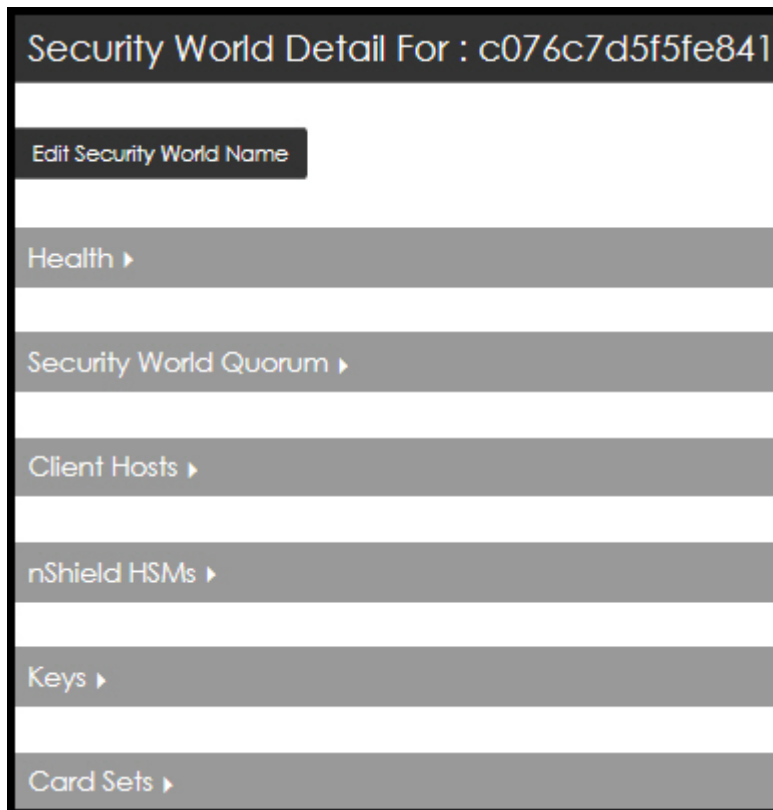 Security World Detail For : c076c7d5f5fe841
Edit Security World Name
Health
Security World Quorum
Client Hosts
nShield HSMs
Keys
Card Sets